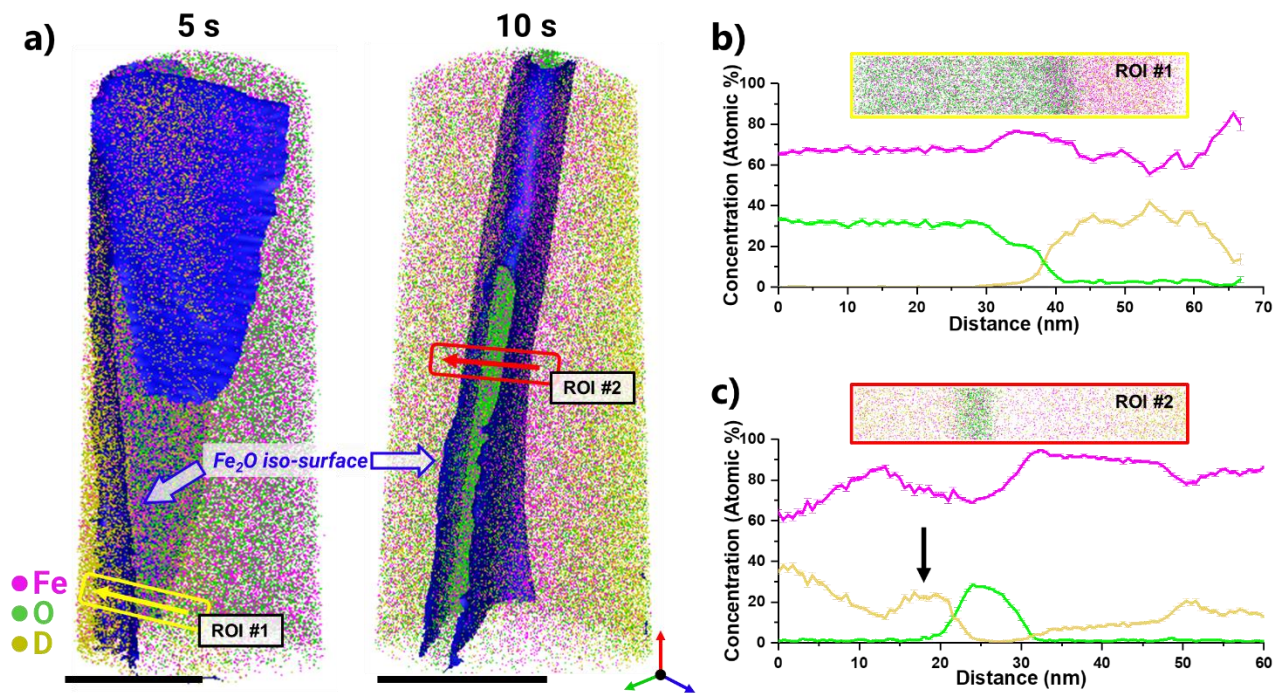 a)
5 s
10 s
Fe₂O iso-surface
ROI #2
ROI #1
Fe
O
D
b)
ROI #1
Concentration (Atomic %)
100
80
60
40
20
0
0 10 20 30 40 50 60 70
Distance (nm)
c)
ROI #2
Concentration (Atomic %)
100
80
60
40
20
0
0 10 20 30 40 50 60
Distance (nm)